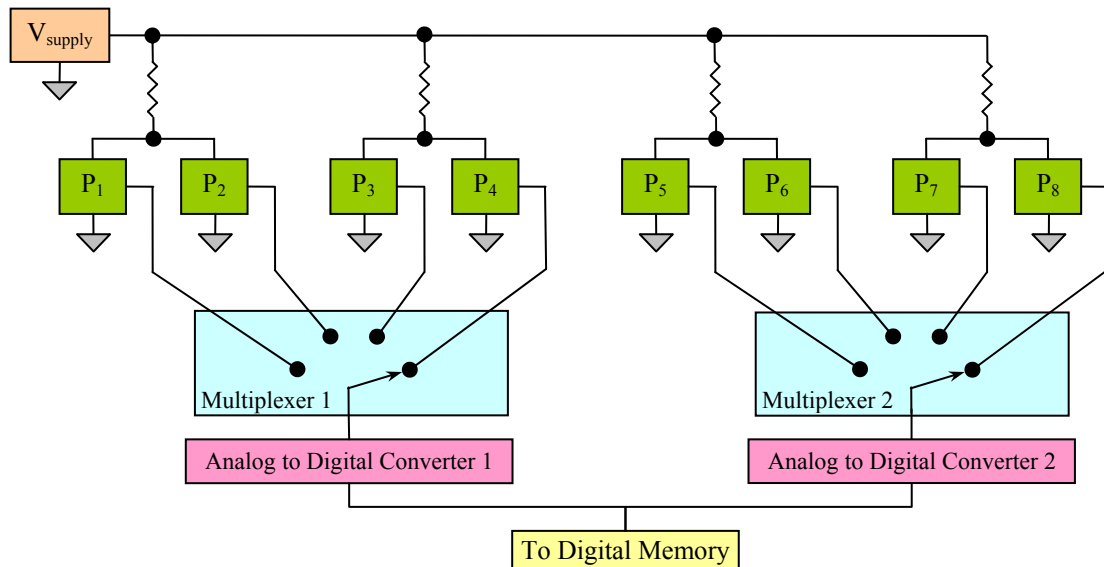 V_supply
P₁ P₂ P₃ P₄ P₅ P₆ P₇ P₈
Multiplexer 1
Multiplexer 2
Analog to Digital Converter 1
Analog to Digital Converter 2
To Digital Memory